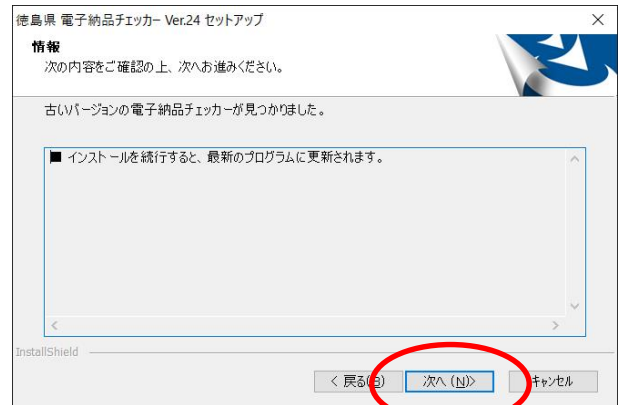 徳島県 電子納品チェッカー Ver.24 セットアップ
情報
次の内容をご確認の上、次へお進みください。
古いバージョンの電子納品チェッカーが見つかりました。
■ インストールを続行すると、最新のプログラムに更新されます。
InstallShield
< 戻る(B) 次へ (N)> キャンセル